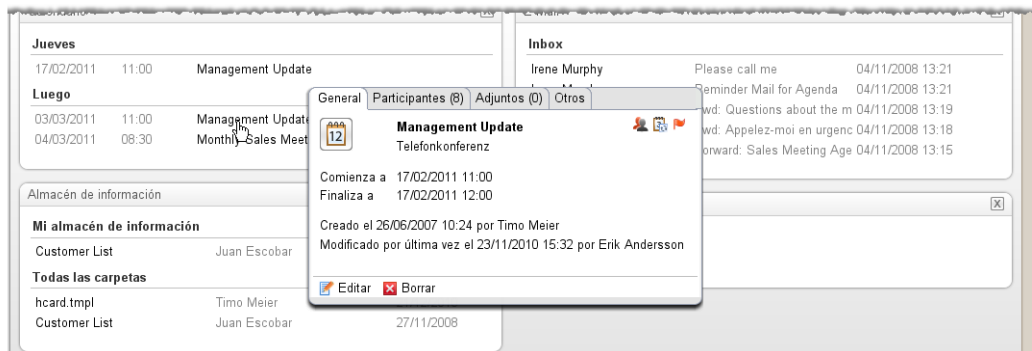 Jueves
17/02/2011 11:00 Management Update
Luego
03/03/2011 11:00 Management Update
04/03/2011 08:30 Monthly Sales Meet
Inbox
Irene Murphy Please call me 04/11/2008 13:21
Reminder Mail for Agenda 04/11/2008 13:21
wd: Questions about the m 04/11/2008 13:19
wd: Appelez-moi en urgenc 04/11/2008 13:18
orward: Sales Meeting Age 04/11/2008 13:15
General Participantes (8) Adjuntos (0) Otros
12
Management Update
Telefonkonferenz
Comienza a 17/02/2011 11:00
Finaliza a 17/02/2011 12:00
Creado el 26/06/2007 10:24 por Timo Meier
Modificado por última vez el 23/11/2010 15:32 por Erik Andersson
Editar Borrar
Almacén de información
Mi almacén de información
Customer List Juan Escobar
Todas las carpetas
hcard.tmpl Timo Meier
Customer List Juan Escobar 27/11/2008